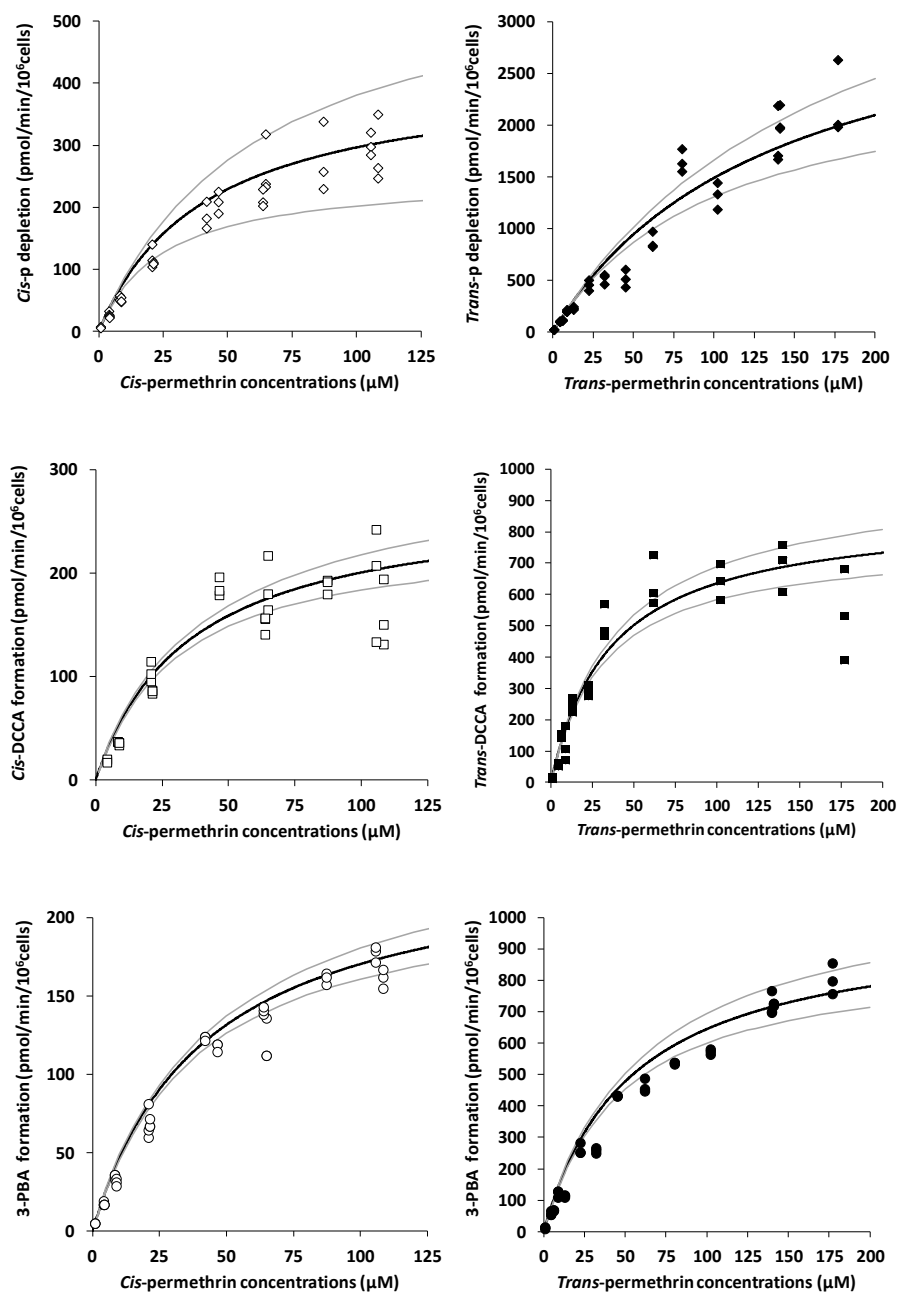 Cis-p depletion (pmol/min/10⁶cells)
500
400
300
200
100
0
0 25 50 75 100 125
Cis-permethrin concentrations (µM)
Trans-p depletion (pmol/min/10⁶cells)
3000
2500
2000
1500
1000
500
0
0 25 50 75 100 125 150 175 200
Trans-permethrin concentrations (µM)
Cis-DCCA formation (pmol/min/10⁶cells)
300
200
100
0
0 25 50 75 100 125
Cis-permethrin concentrations (µM)
Trans-DCCA formation (pmol/min/10⁶cells)
1000
900
800
700
600
500
400
300
200
100
0
0 25 50 75 100 125 150 175 200
Trans-permethrin concentrations (µM)
3-PBA formation (pmol/min/10⁶cells)
200
150
100
50
0
0 25 50 75 100 125
Cis-permethrin concentrations (µM)
3-PBA formation (pmol/min/10⁶cells)
1000
900
800
700
600
500
400
300
200
100
0
0 25 50 75 100 125 150 175 200
Trans-permethrin concentrations (µM)